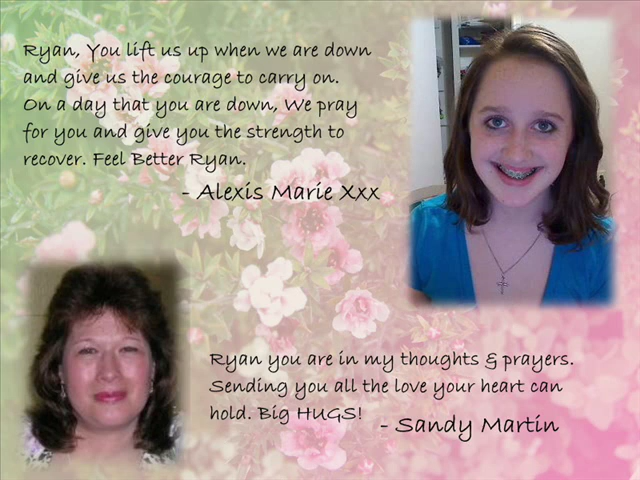 Ryan, You lift us up when we are down
and give us the courage to carry on.
On a day that you are down, We pray
for you and give you the strength to
recover. Feel Better Ryan.
- Alexis Marie Xxx
Ryan you are in my thoughts & prayers.
Sending you all the love your heart can
hold. Big HUGS!
- Sandy Martin